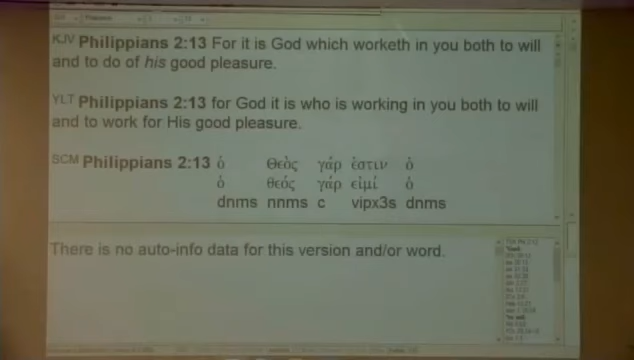 KJV Philippians 2:13 For it is God which worketh in you both to will
and to do of his good pleasure.
YLT Philippians 2:13 for God it is who is working in you both to will
and to work for His good pleasure.
SCM Philippians 2:13 ὁ Θεὸς γάρ ἐστιν ὁ
ὁ θεός γάρ εἰμί ὁ
dnms nnms c vipx3s dnms
There is no auto-info data for this version and/or word.